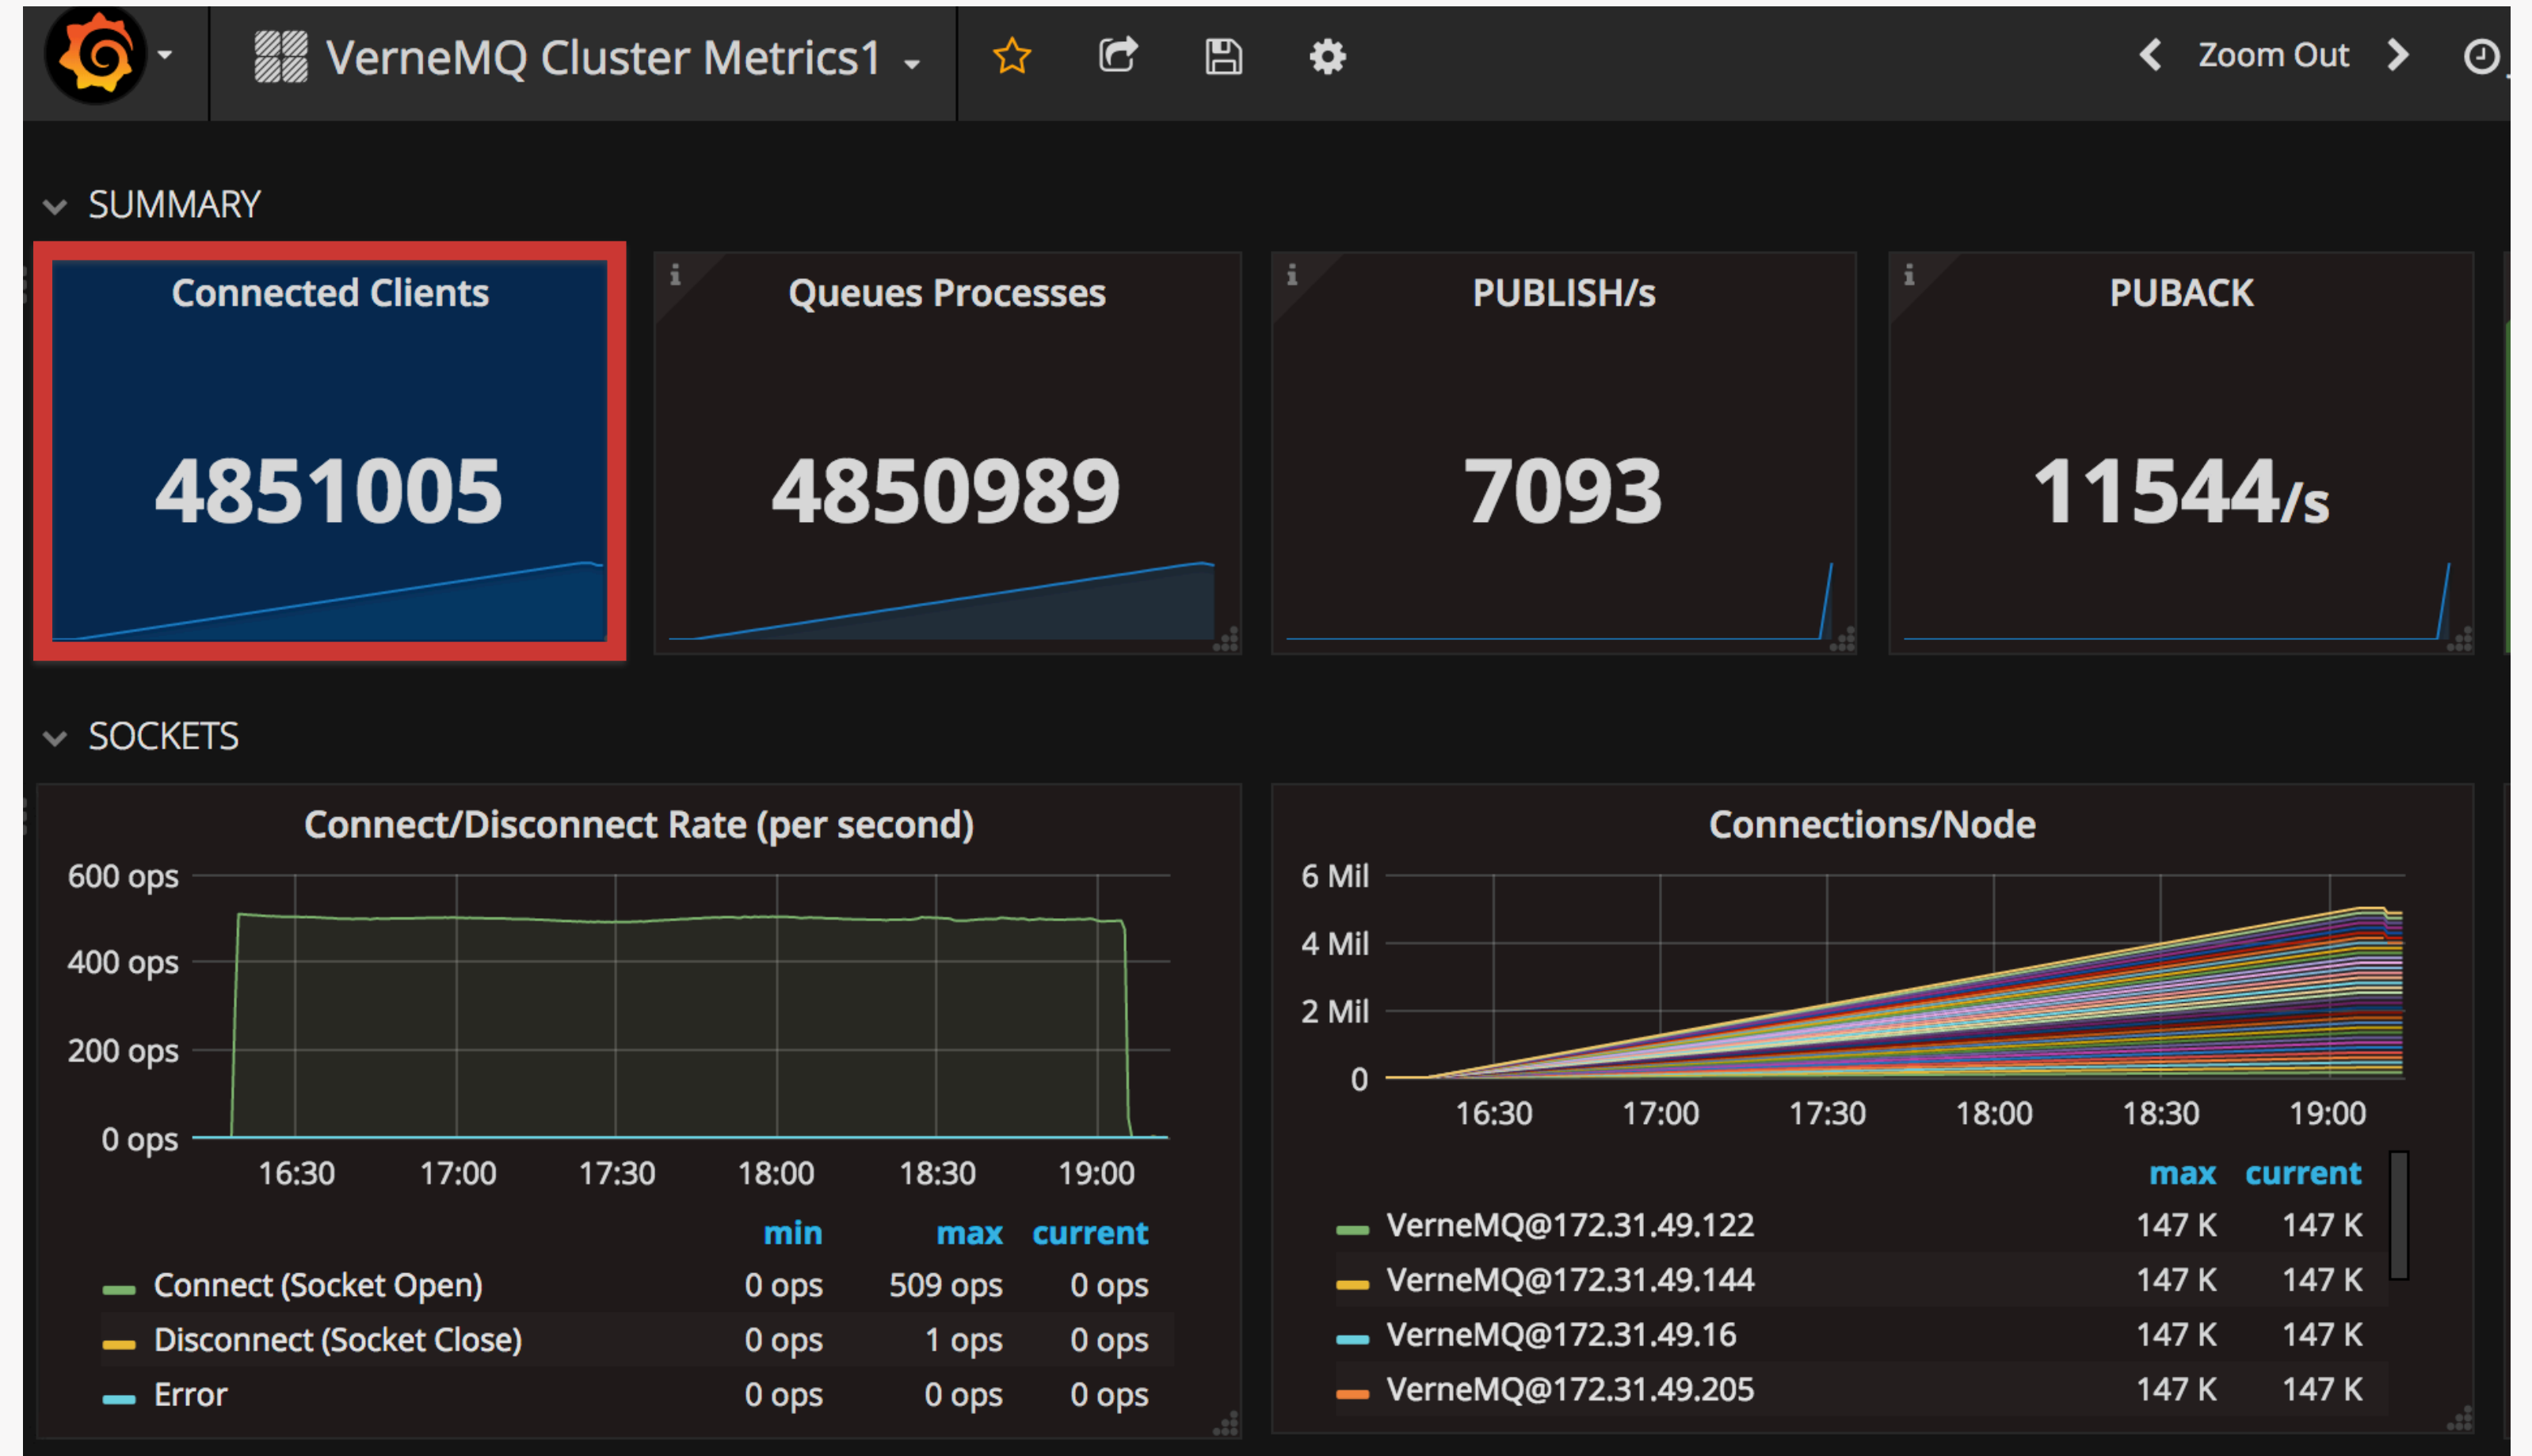 VerneMQ Cluster Metrics1
Zoom Out
SUMMARY
Connected Clients
4851005
i
Queues Processes
4850989
i
PUBLISH/s
7093
i
PUBACK
11544/s
SOCKETS
Connect/Disconnect Rate (per second)
600 ops
400 ops
200 ops
0 ops
16:30 17:00 17:30 18:00 18:30 19:00
min max current
Connect (Socket Open) 0 ops 509 ops 0 ops
Disconnect (Socket Close) 0 ops 1 ops 0 ops
Error 0 ops 0 ops 0 ops
Connections/Node
6 Mil
4 Mil
2 Mil
0
16:30 17:00 17:30 18:00 18:30 19:00
max current
VerneMQ@172.31.49.122 147 K 147 K
VerneMQ@172.31.49.144 147 K 147 K
VerneMQ@172.31.49.16 147 K 147 K
VerneMQ@172.31.49.205 147 K 147 K